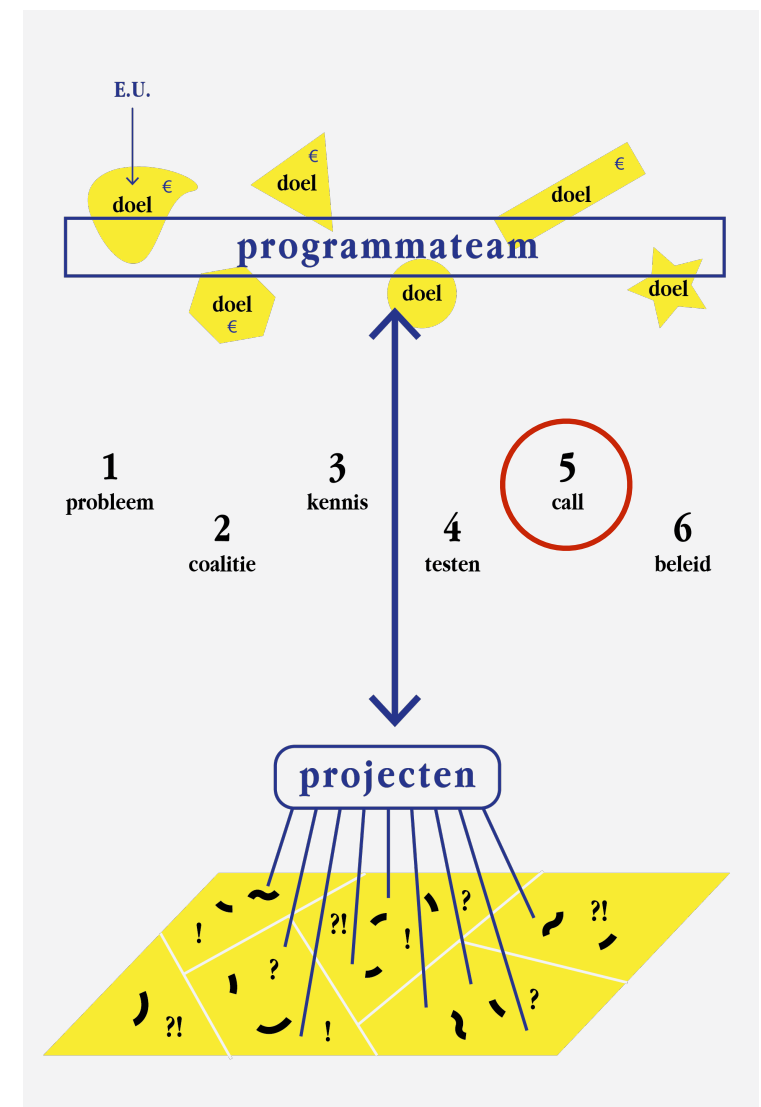 E.U.
€
€
€
doel
doel
doel
programmateam
doel
€
doel
doel
1
probleem
2
coalitie
3
kennis
4
testen
5
call
6
beleid
projecten
!
?!
?
?!
?
!
!
?
?!
?